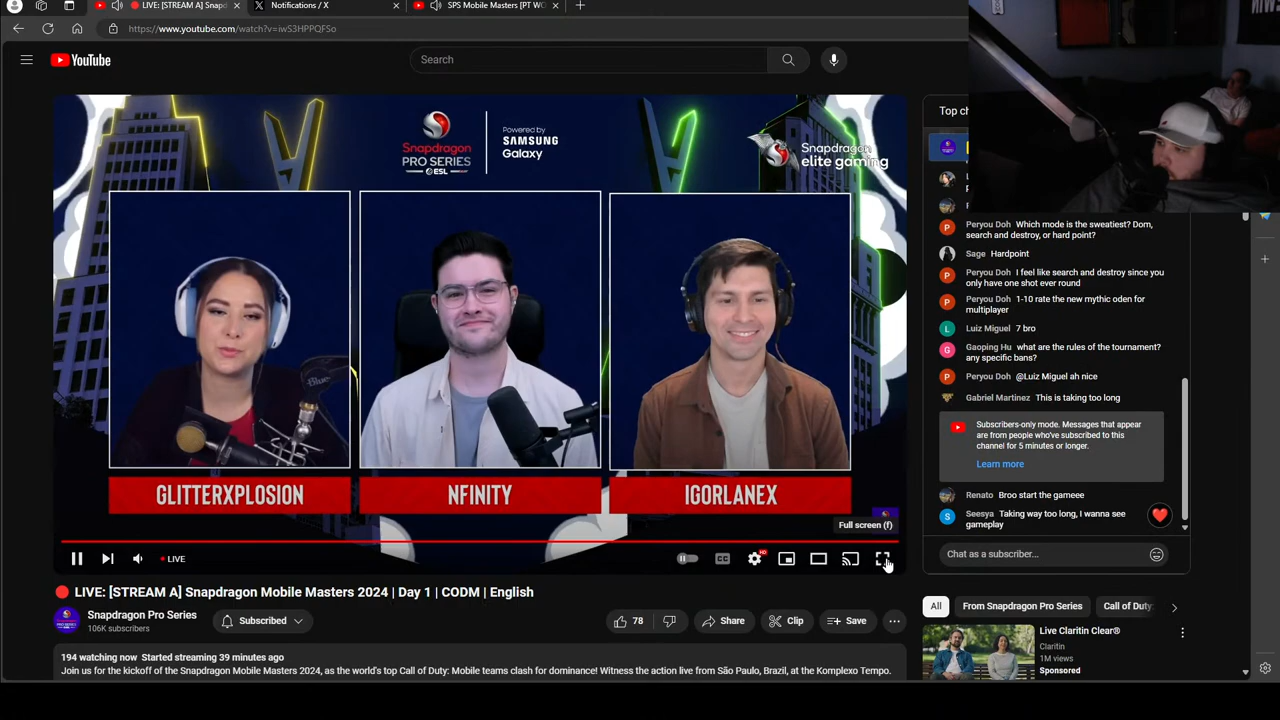 LIVE: [STREAM A] Snapd
Notifications / X
SPS Mobile Masters [PT WO
https://www.youtube.com/watch?v=iwS3HPPQFSo
YouTube
Search
Snapdragon
PRO SERIES
ESL
Powered by
SAMSUNG
Galaxy
Snapdragon
elite gaming
GLITTERXPLOSION
NFINITY
IGORLANEX
Full screen (f)
LIVE
HD
LIVE: [STREAM A] Snapdragon Mobile Masters 2024 | Day 1 | CODM | English
Snapdragon Pro Series
106K subscribers
Subscribed
78
Share
Clip
Save
194 watching now Started streaming 39 minutes ago
Join us for the kickoff of the Snapdragon Mobile Masters 2024, as the world's top Call of Duty: Mobile teams clash for dominance! Witness the action live from São Paulo, Brazil, at the Komplexo Tempo.
Top ch
Peryou Doh Which mode is the sweatiest? Dom,
search and destroy, or hard point?
Sage Hardpoint
Peryou Doh I feel like search and destroy since you
only have one shot ever round
Peryou Doh 1-10 rate the new mythic oden for
multiplayer
Luiz Miguel 7 bro
Gaoping Hu what are the rules of the tournament?
any specific bans?
Peryou Doh @Luiz Miguel ah nice
Gabriel Martinez This is taking too long
Subscribers-only mode. Messages that appear
are from people who've subscribed to this
channel for 5 minutes or longer.
Learn more
Renato Broo start the gameee
Seesya Taking way too long, I wanna see
gameplay
Chat as a subscriber...
All
From Snapdragon Pro Series
Call of Duty:
Live Claritin Clear®
Claritin
1M views
Sponsored